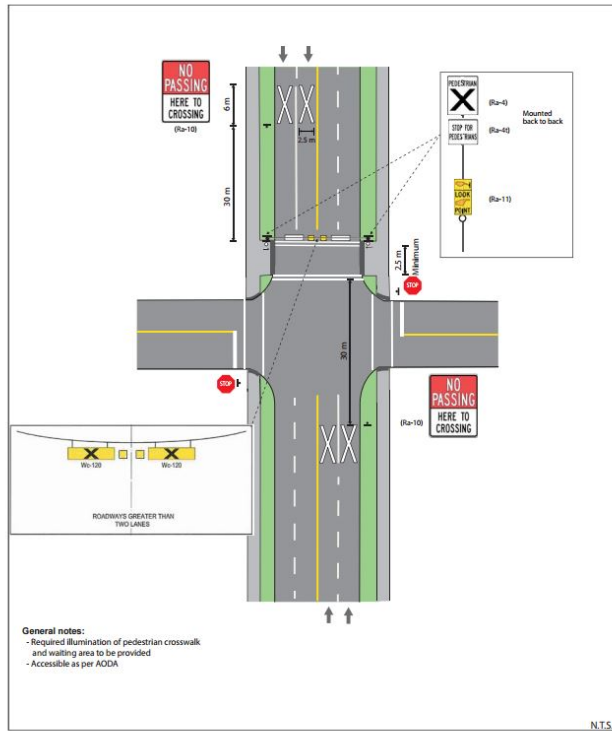 NO
PASSING
HERE TO
CROSSING
(Ra-10)
6 m
30 m
2.5 m
PEDESTRIAN
X
STOP FOR
PEDESTRIANS
LOOK
POINT
(Ra-4)
(Ra-4t)
(Ra-11)
Mounted
back to back
2.5 m
Minimum
STOP
30 m
STOP
NO
PASSING
HERE TO
CROSSING
(Ra-10)
Wc-120
Wc-120
ROADWAYS GREATER THAN
TWO LANES
General notes:
- Required illumination of pedestrian crosswalk
and waiting area to be provided
- Accessible as per AODA
N.T.S.